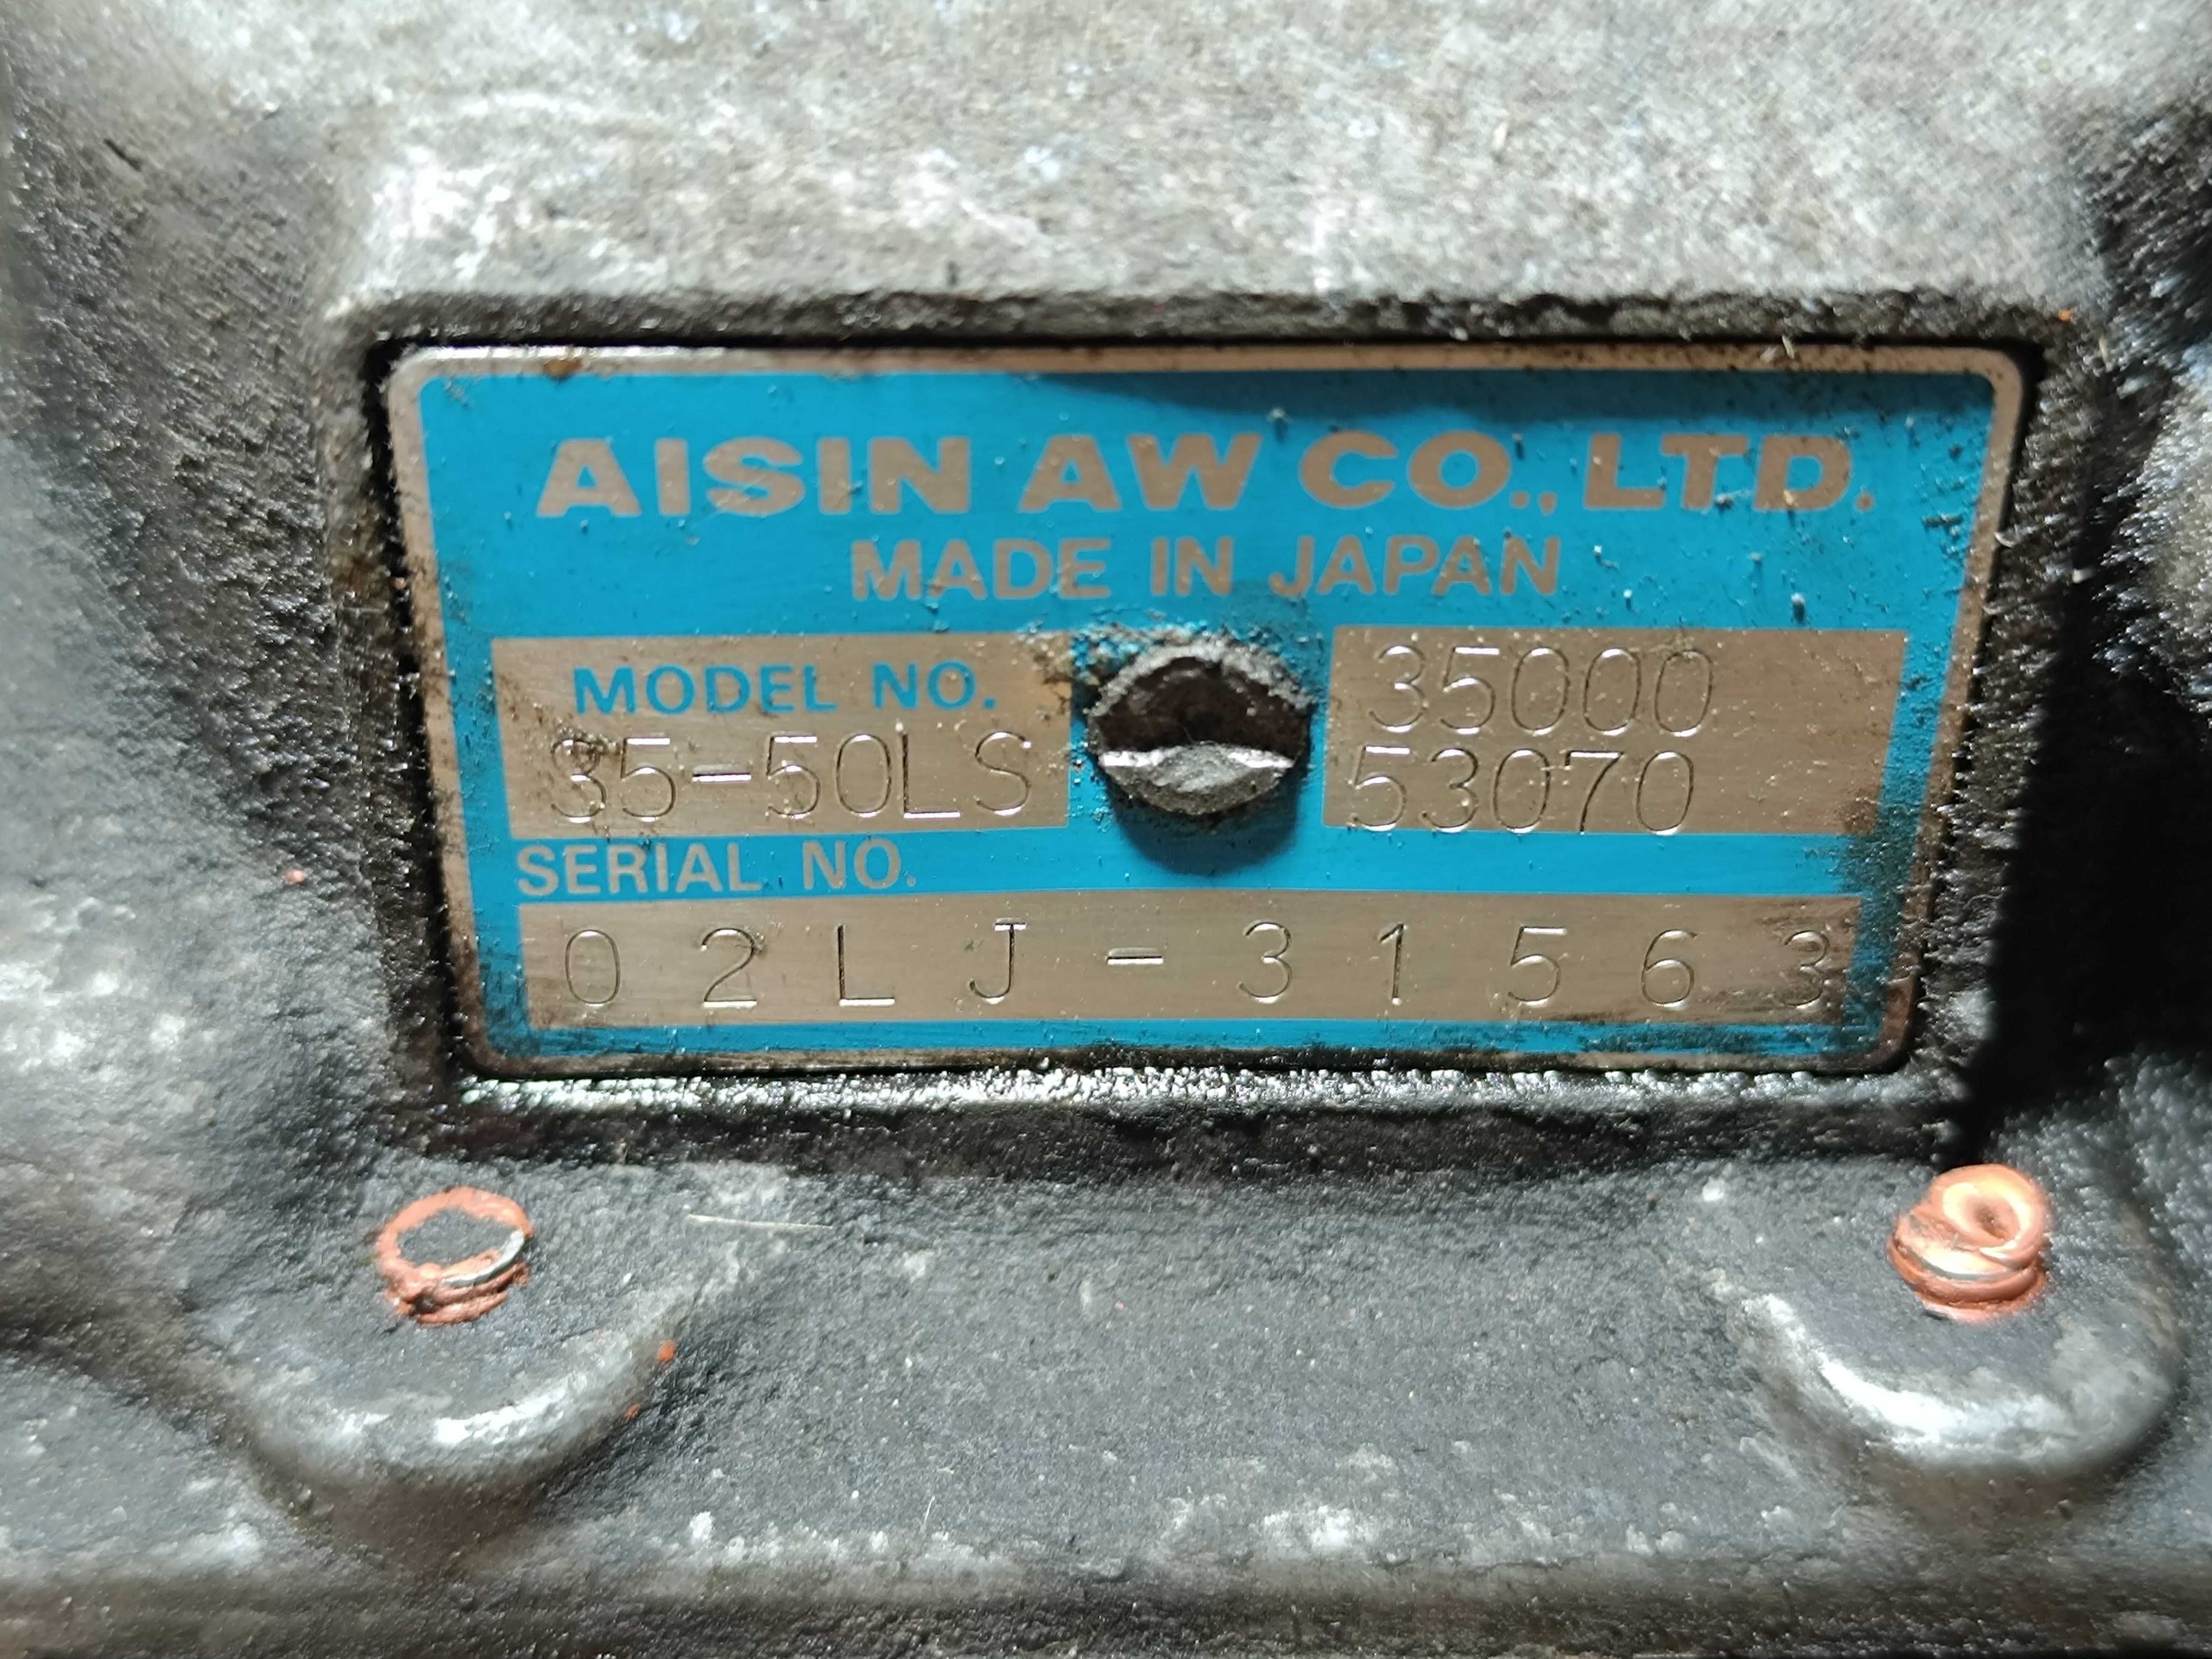 AISIN AW CO., LTD.
MADE IN JAPAN
MODEL NO.
35-50LS
35000
53070
SERIAL NO.
02LJ-31563